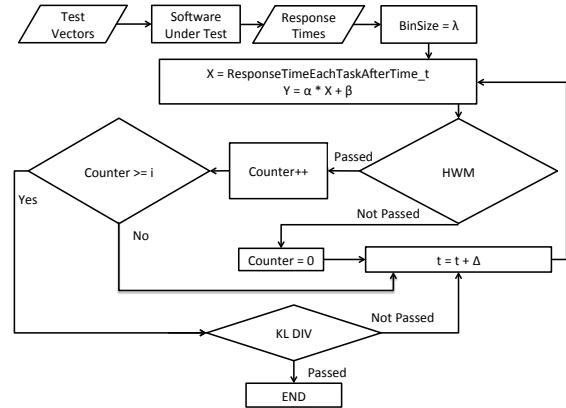 Test
Vectors
Software
Under Test
Response
Times
BinSize = λ
X = ResponseTimeEachTaskAfterTime_t
Y = α * X + β
Counter >= i
Counter++
Passed
HWM
Yes
Not Passed
No
Counter = 0
t = t + Δ
KL DIV
Not Passed
Passed
END